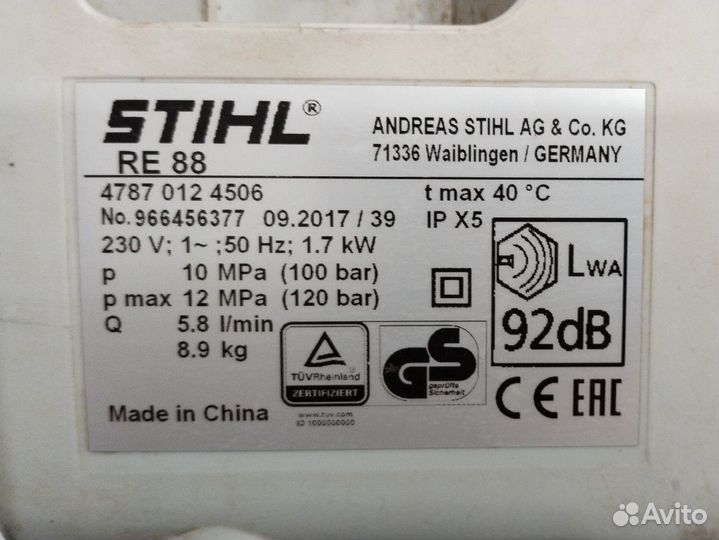 STIHL®
RE 88
ANDREAS STIHL AG & Co. KG
71336 Waiblingen / GERMANY
4787 012 4506
t max 40 °C
No. 966456377 09.2017 / 39
IP X5
230 V; 1~ ;50 Hz; 1.7 kW
p 10 MPa (100 bar)
p max 12 MPa (120 bar)
Q 5.8 l/min
8.9 kg
LWA
92dB
TÜVRheinland
ZERTIFIZIERT
www.tuv.com
ID 1000000000
GS
geprüfte
Sicherheit
CE EAC
Made in China
Avito